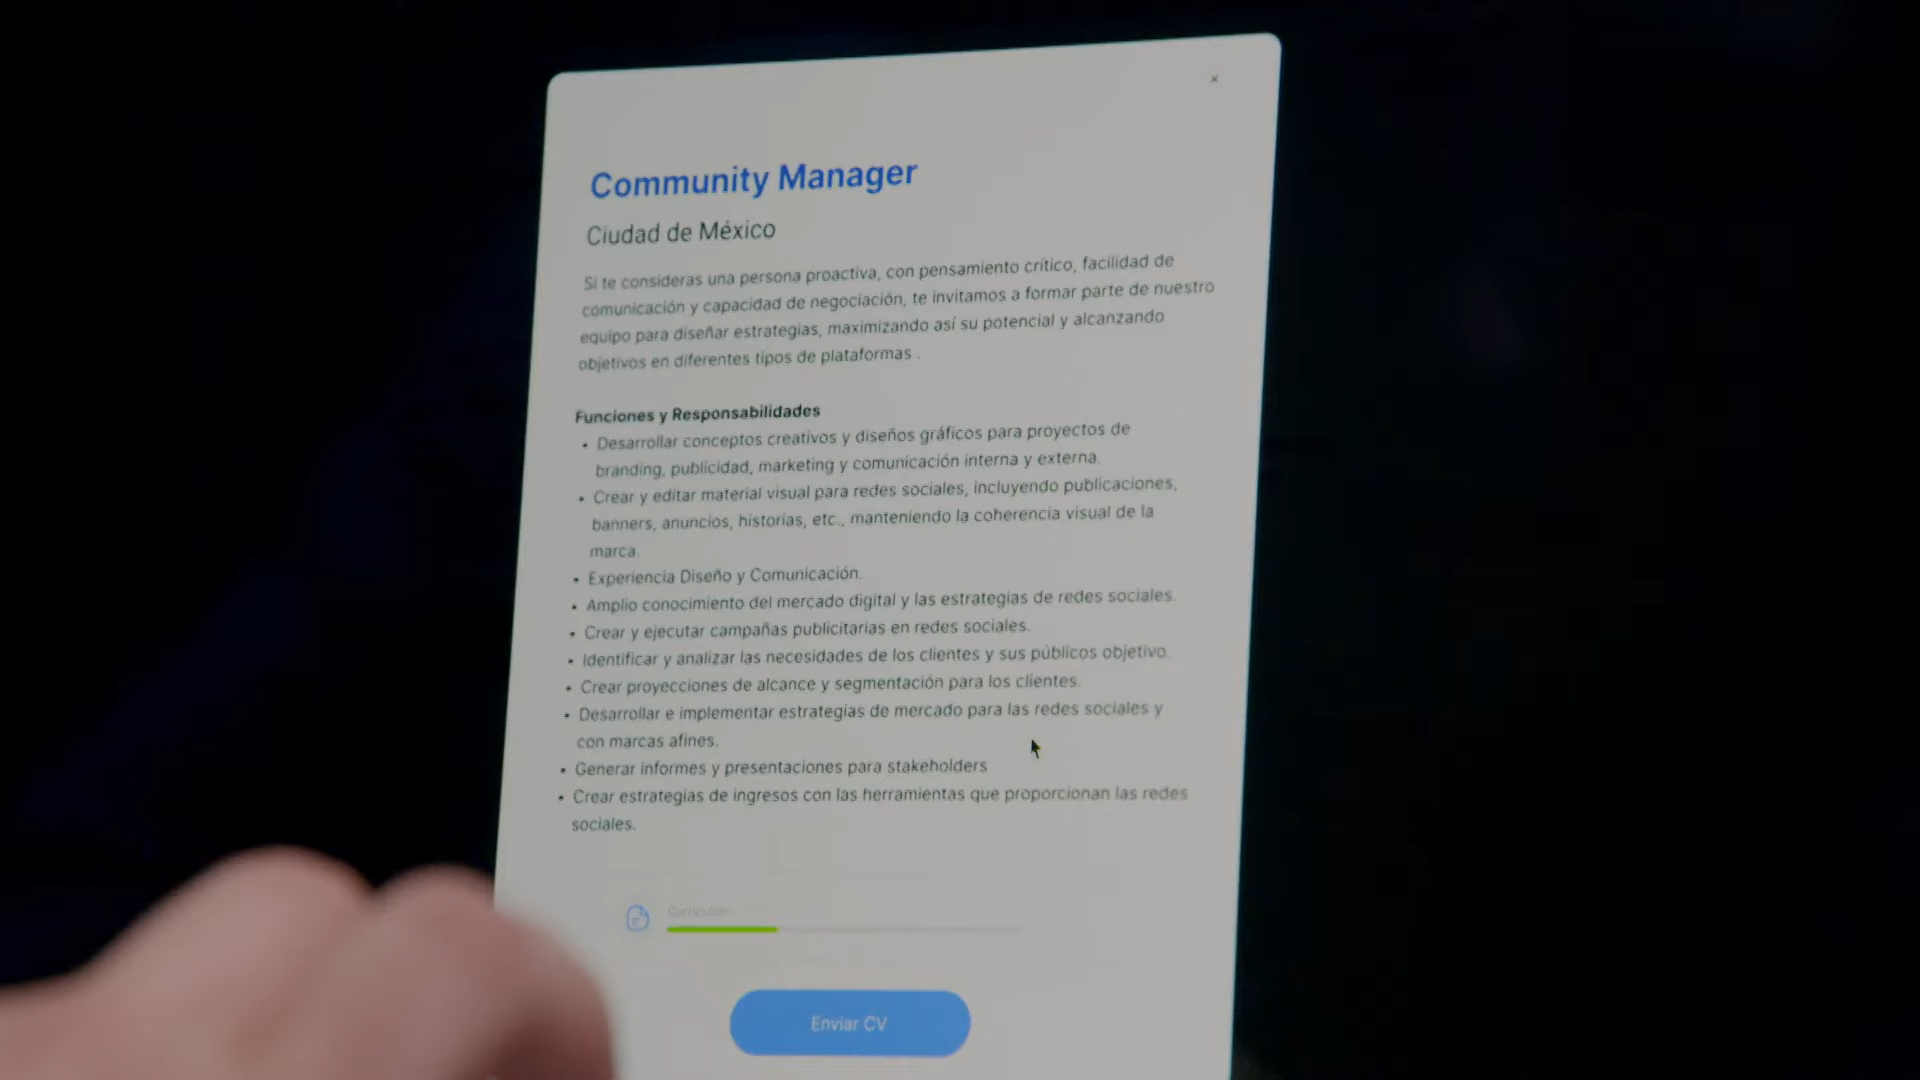 ×
Community Manager
Ciudad de México
Si te consideras una persona proactiva, con pensamiento crítico, facilidad de
comunicación y capacidad de negociación, te invitamos a formar parte de nuestro
equipo para diseñar estrategias, maximizando así su potencial y alcanzando
objetivos en diferentes tipos de plataformas .
Funciones y Responsabilidades
• Desarrollar conceptos creativos y diseños gráficos para proyectos de
branding, publicidad, marketing y comunicación interna y externa.
• Crear y editar material visual para redes sociales, incluyendo publicaciones,
banners, anuncios, historias, etc., manteniendo la coherencia visual de la
marca.
• Experiencia Diseño y Comunicación.
• Amplio conocimiento del mercado digital y las estrategias de redes sociales.
• Crear y ejecutar campañas publicitarias en redes sociales.
• Identificar y analizar las necesidades de los clientes y sus públicos objetivo.
• Crear proyecciones de alcance y segmentación para los clientes.
• Desarrollar e implementar estrategias de mercado para las redes sociales y
con marcas afines.
• Generar informes y presentaciones para stakeholders
• Crear estrategias de ingresos con las herramientas que proporcionan las redes
sociales.
Enviar CV